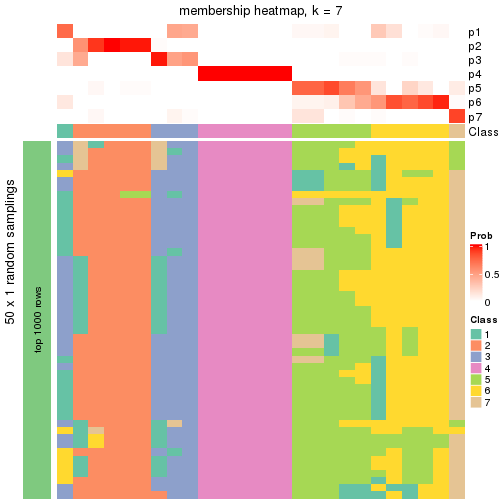 membership heatmap, k = 7
p1
p2
p3
p4
p5
p6
p7
Class
50 x 1 random samplings
top 1000 rows
Prob
1
0.5
0
Class
1
2
3
4
5
6
7